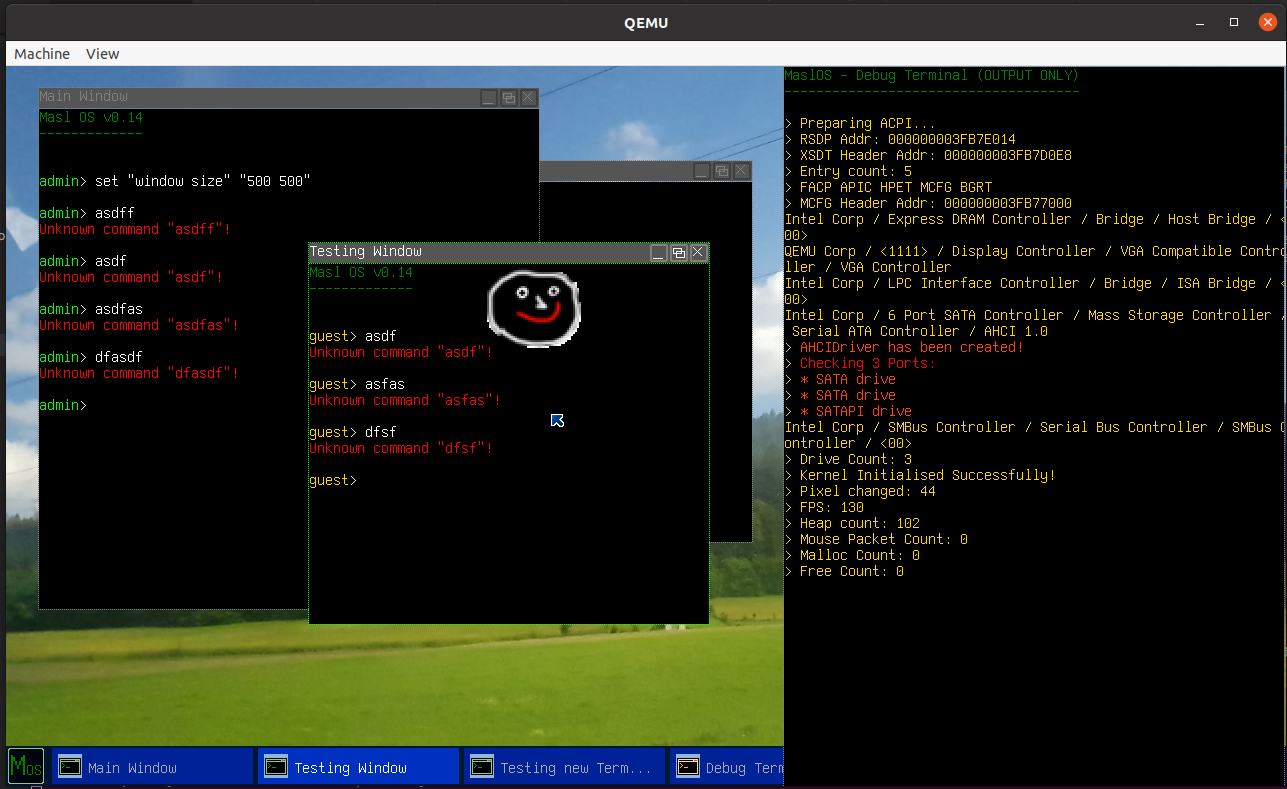 QEMU
Machine View
Main Window
Masl OS v0.14
-------------
admin> set "window size" "500 500"
admin> asdff
Unknown command "asdff"!
admin> asdf
Unknown command "asdf"!
admin> asdfas
Unknown command "asdfas"!
admin> dfasdf
Unknown command "dfasdf"!
admin>
Testing Window
Masl OS v0.14
-------------
guest> asdf
Unknown command "asdf"!
guest> asfas
Unknown command "asfas"!
guest> dfsf
Unknown command "dfsf"!
guest>
MaslOS - Debug Terminal (OUTPUT ONLY)
-------------------------------------
> Preparing ACPI...
> RSDP Addr: 000000003FB7E014
> XSDT Header Addr: 000000003FB7D0E8
> Entry count: 5
> FACP APIC HPET MCFG BGRT
> MCFG Header Addr: 000000003FB77000
Intel Corp / Express DRAM Controller / Bridge / Host Bridge / <
00>
QEMU Corp / <1111> / Display Controller / VGA Compatible Contro
ller / VGA Controller
Intel Corp / LPC Interface Controller / Bridge / ISA Bridge / <
00>
Intel Corp / 6 Port SATA Controller / Mass Storage Controller /
Serial ATA Controller / AHCI 1.0
> AHCIDriver has been created!
> Checking 3 Ports:
> * SATA drive
> * SATA drive
> * SATAPI drive
Intel Corp / SMBus Controller / Serial Bus Controller / SMBus C
ontroller / <00>
> Drive Count: 3
> Kernel Initialised Successfully!
> Pixel changed: 44
> FPS: 130
> Heap count: 102
> Mouse Packet Count: 0
> Malloc Count: 0
> Free Count: 0
Mos
Main Window
Testing Window
Testing new Term...
Debug Term